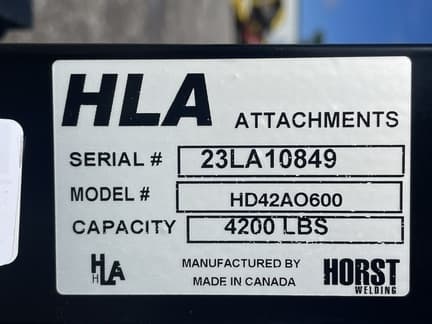 HLA ATTACHMENTS
SERIAL # 23LA10849
MODEL # HD42AO600
CAPACITY 4200 LBS
HLA
MANUFACTURED BY
MADE IN CANADA
HORST
WELDING